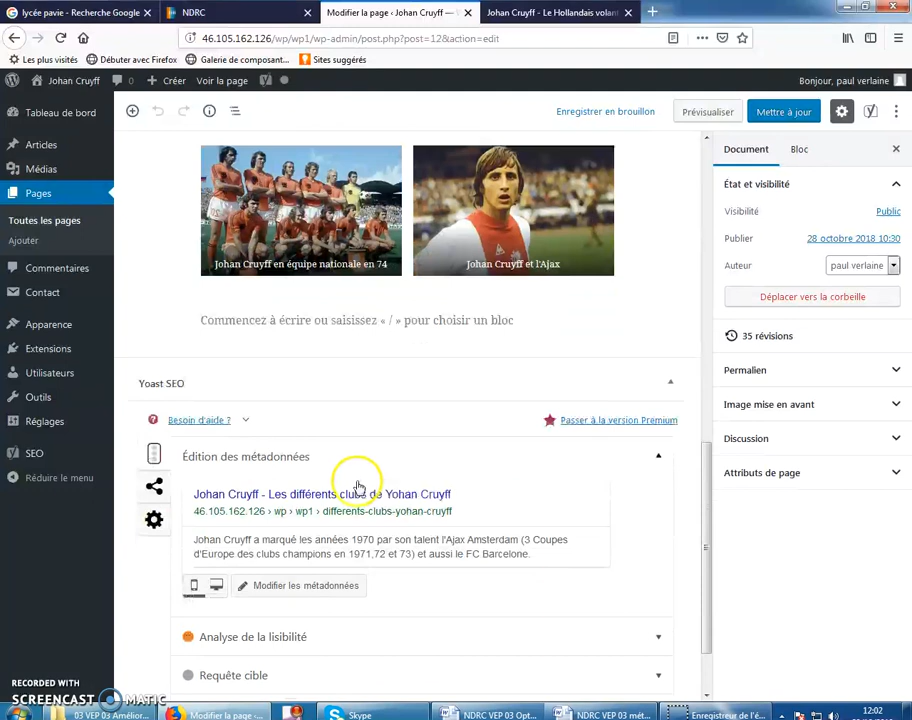 lycée pavie - Recherche Google
NDRC
Modifier la page ‹ Johan Cruyff —
Johan Cruyff - Le Hollandais volan
46.105.162.126/wp/wp1/wp-admin/post.php?post=12&action=edit
Les plus visités
Débuter avec Firefox
Galerie de composant...
Sites suggérés
Johan Cruyff
0
Créer
Voir la page
Bonjour, paul verlaine
Tableau de bord
Articles
Médias
Pages
Toutes les pages
Ajouter
Commentaires
Contact
Apparence
Extensions
Utilisateurs
Outils
Réglages
SEO
Réduire le menu
Enregistrer en brouillon
Prévisualiser
Mettre à jour
Johan Cruyff en équipe nationale en 74
Johan Cruyff et l'Ajax
Commencez à écrire ou saisissez « / » pour choisir un bloc
Yoast SEO
Besoin d'aide ?
Passer à la version Premium
Édition des métadonnées
Johan Cruyff - Les différents clubs de Yohan Cruyff
46.105.162.126 › wp › wp1 › differents-clubs-yohan-cruyff
Johan Cruyff a marqué les années 1970 par son talent l'Ajax Amsterdam (3 Coupes
d'Europe des clubs champions en 1971,72 et 73) et aussi le FC Barcelone.
Modifier les métadonnées
Analyse de la lisibilité
Requête cible
Document
Bloc
État et visibilité
Visibilité
Public
Publier
28 octobre 2018 10:30
Auteur
paul verlaine
Déplacer vers la corbeille
35 révisions
Permalien
Image mise en avant
Discussion
Attributs de page
RECORDED WITH
SCREENCAST MATIC
03 VEP 03 Amélior...
Modifier la page ‹...
Skype
NDRC VEP 03 Opt...
NDRC VEP 03 mét...
Enregistreur de l'é...
12:02